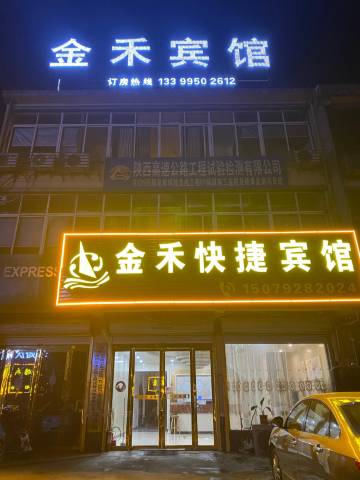 金禾宾馆
订房热线 133 9950 2612
陕西高速公路工程试验检测有限公司
EXPRESS
金禾快捷宾馆
15079282024